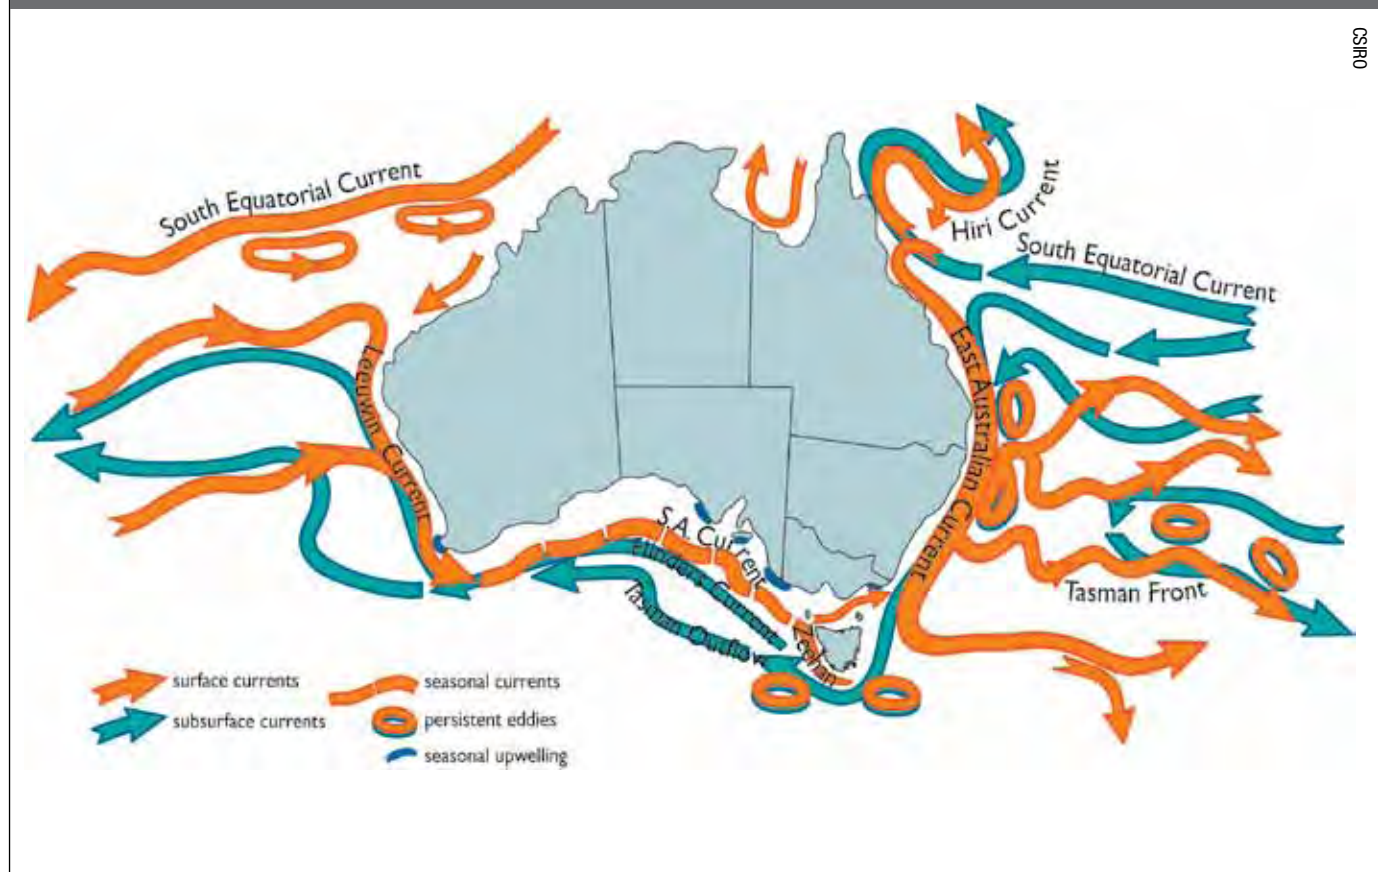 CSIRO
South Equatorial Current
Hiri Current
South Equatorial Current
Leeuwin Current
East Australian Current
S.A. Current
Flinders Current
Tasman Outflow
Zeehan
Tasman Front
surface currents
subsurface currents
seasonal currents
persistent eddies
seasonal upwelling